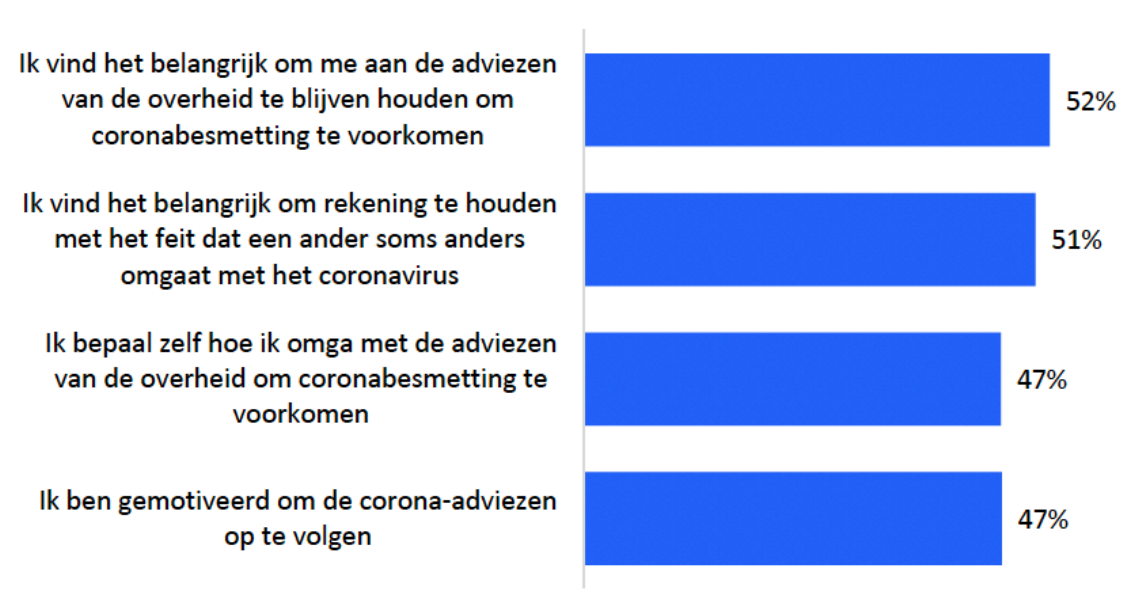 Ik vind het belangrijk om me aan de adviezen
van de overheid te blijven houden om
coronabesmetting te voorkomen
52%
Ik vind het belangrijk om rekening te houden
met het feit dat een ander soms anders
omgaat met het coronavirus
51%
Ik bepaal zelf hoe ik omga met de adviezen
van de overheid om coronabesmetting te
voorkomen
47%
Ik ben gemotiveerd om de corona-adviezen
op te volgen
47%